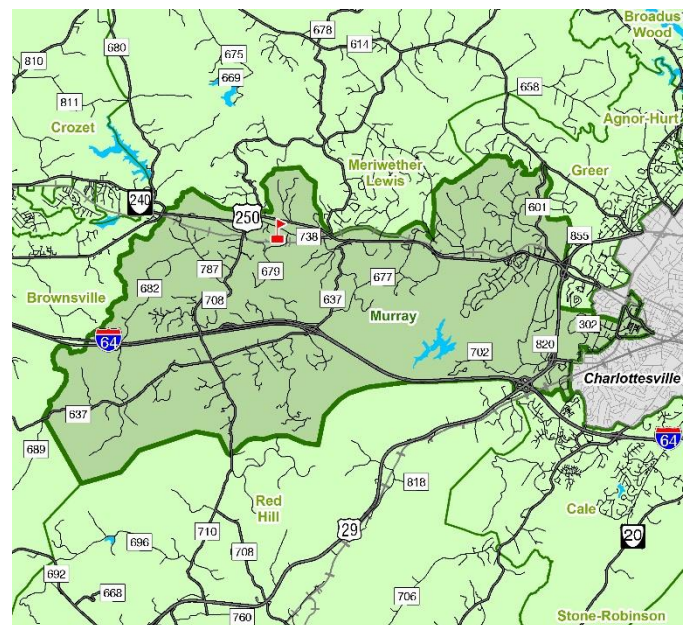 Broadus
Wood
678
680
675
614
810
669
658
811
Agnor-Hurt
Crozet
Meriwether
Lewis
Greer
240
250
601
738
855
787
679
677
682
Brownsville
708
637
Murray
302
64
702
820
Charlottesville
637
64
689
818
Red
Hill
29
Cale
20
696
710
708
692
668
706
760
Stone-Robinson